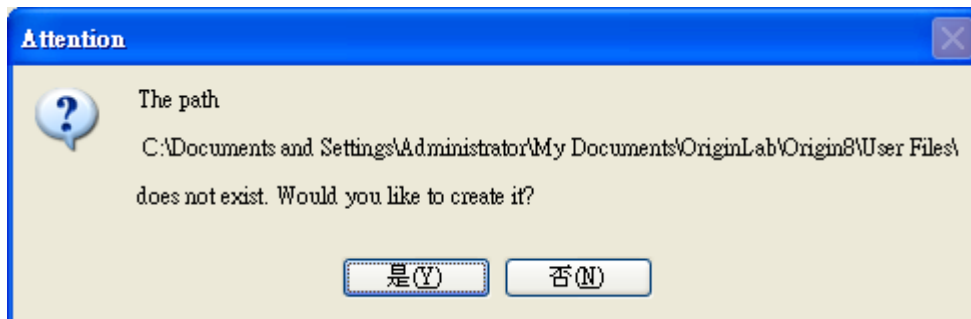 Attention
The path
C:\Documents and Settings\Administrator\My Documents\OriginLab\Origin8\User Files\
does not exist. Would you like to create it?
是(Y) 否(N)